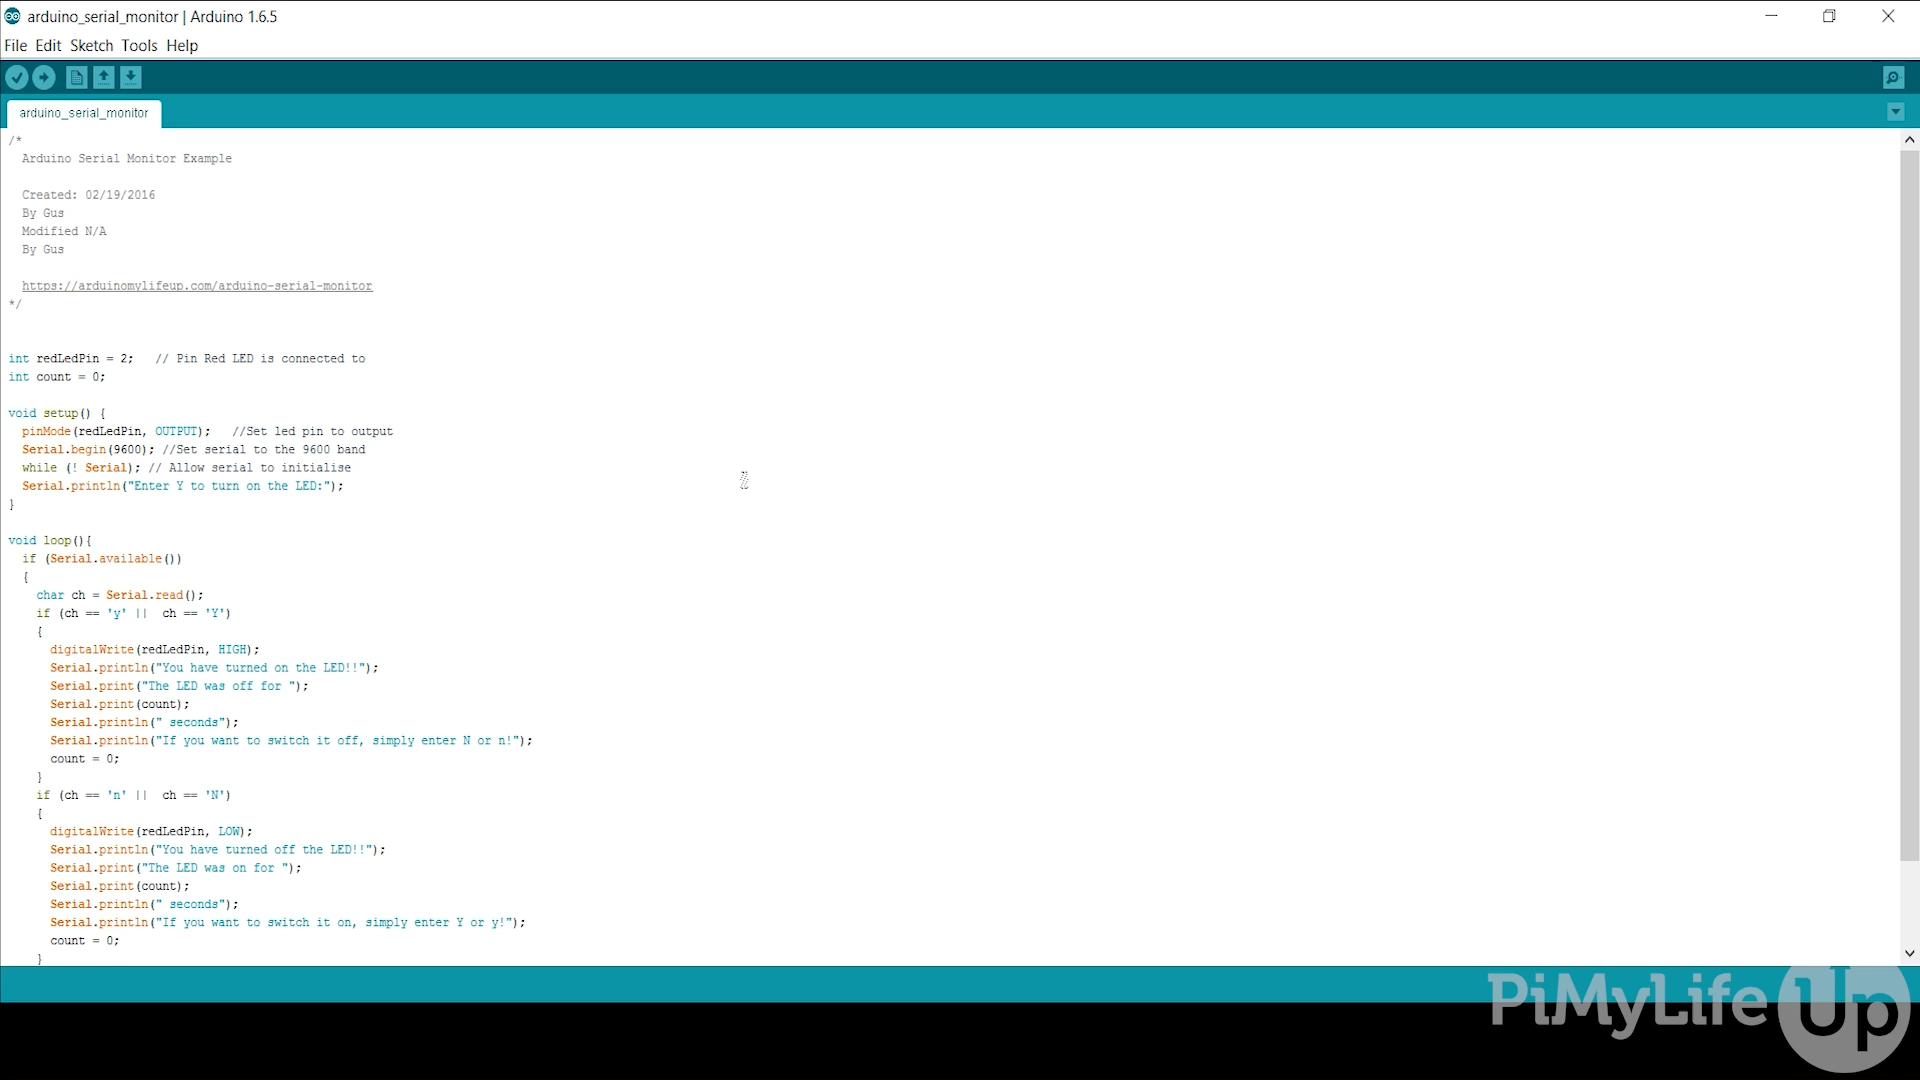 arduino_serial_monitor | Arduino 1.6.5
File Edit Sketch Tools Help
arduino_serial_monitor
/*
Arduino Serial Monitor Example
Created: 02/19/2016
By Gus
Modified N/A
By Gus
https://arduinomylifeup.com/arduino-serial-monitor
*/
int redLedPin = 2;   // Pin Red LED is connected to
int count = 0;
void setup() {
pinMode(redLedPin, OUTPUT);   //Set led pin to output
Serial.begin(9600); //Set serial to the 9600 band
while (! Serial); // Allow serial to initialise
Serial.println("Enter Y to turn on the LED:");
}
void loop(){
if (Serial.available())
{
char ch = Serial.read();
if (ch == 'y' ||  ch == 'Y')
{
digitalWrite(redLedPin, HIGH);
Serial.println("You have turned on the LED!!");
Serial.print("The LED was off for ");
Serial.print(count);
Serial.println(" seconds");
Serial.println("If you want to switch it off, simply enter N or n!");
count = 0;
}
if (ch == 'n' ||  ch == 'N')
{
digitalWrite(redLedPin, LOW);
Serial.println("You have turned off the LED!!");
Serial.print("The LED was on for ");
Serial.print(count);
Serial.println(" seconds");
Serial.println("If you want to switch it on, simply enter Y or y!");
count = 0;
}
PiMyLifeUp